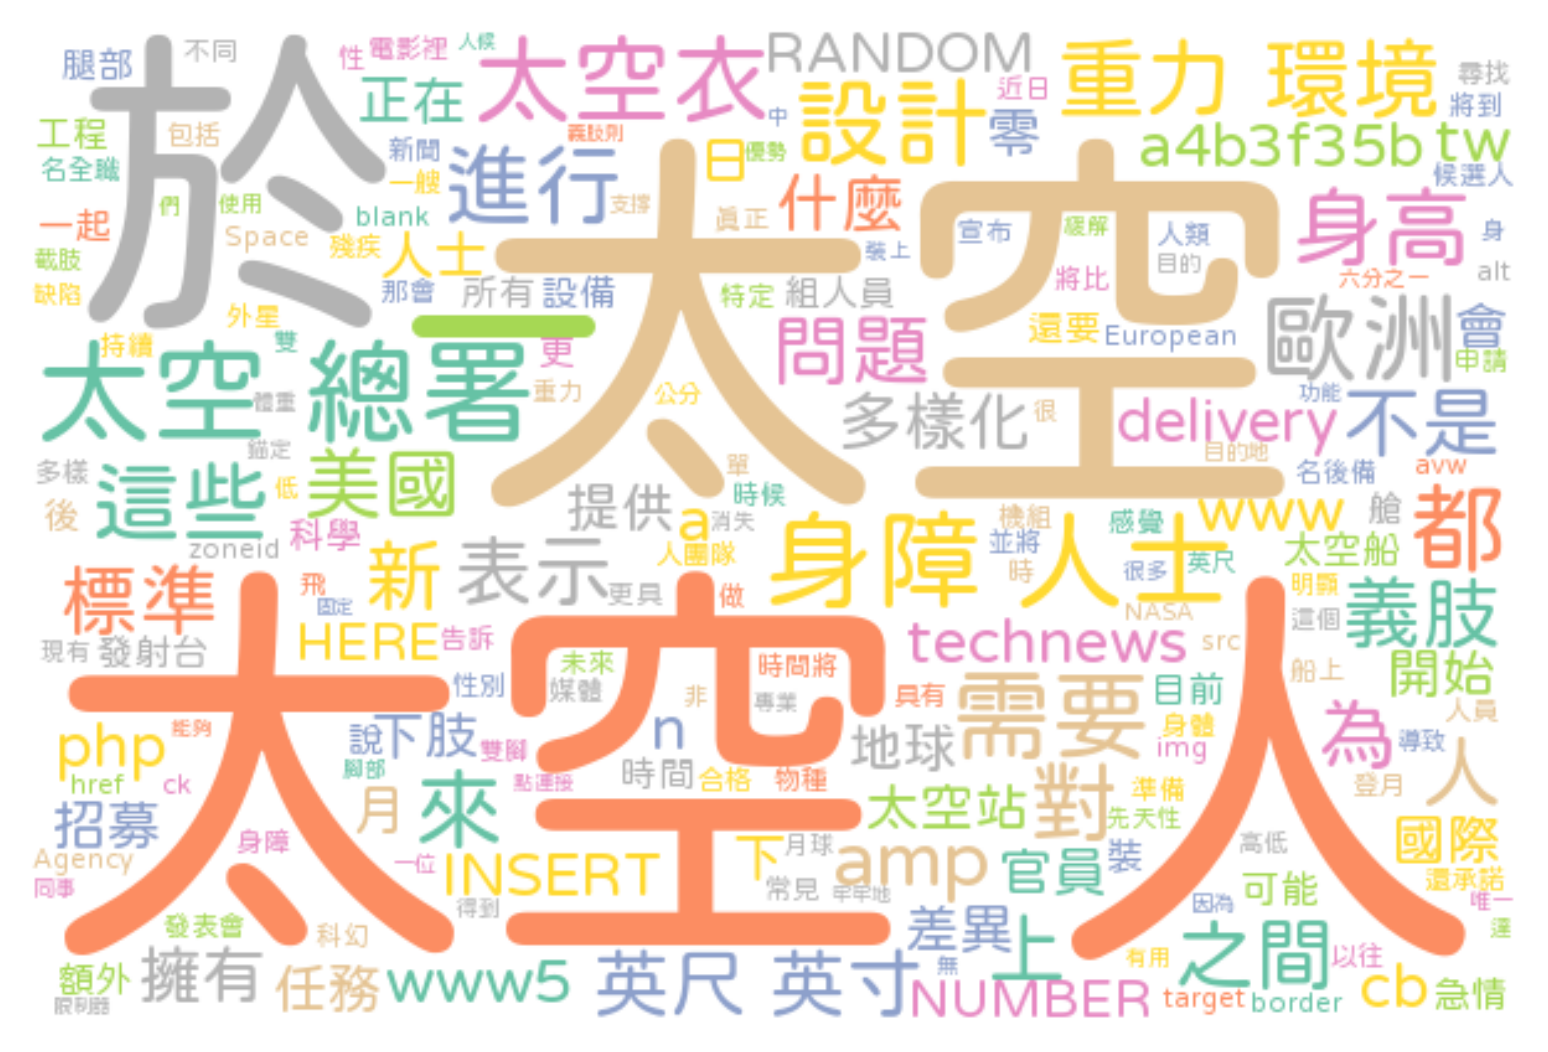 腿部 不同 性 電影裡 人候 太空衣 RANDOM 重力 環境 尋找
於 正在 設計 近日 將到
工程 包括 新聞 義肢則 中 零 a4b3f35b tw
名全職 一艘 進行 日 優勢 候選人
一起 們 使用 blank 支撐 眞正 什麼 身高
Space 殘疾 人士 太空 裝上 宣布 緩解 人類 身
截肢 那會 所有 設備 特定 組人員 將比 目的 六分之一 alt
缺陷 外星 一 還要 European 歐洲 會
持續 雙 更 問題 申請
太空 總署 體重 重力 公分 多樣化 很 delivery 功能 不是
錨定 目的地
多樣 這些 低 美國 單 時候 名後備 avw
後 科學 提供 a 消失 機組 感覺 www 艙 都
zoneid 新 表示 人團隊 身障 人士 並將 太空船
標準 飛 固定 更具 做 時 很多 英尺 明顯 義肢
現有 發射台 HERE 告訴 technews NASA src 這個
太空人 性別 未來 時間將 船上 開始
媒體 非 專業 具有 需要 目前
php 能夠 說 下肢 雙腳 n 地球 身體 img 為 人員
href ck 腳部 時間 點連接 合格 物種 導致
招募 月 來 太空站 對 準備 登月 人
Agency 身障 一位 INSERT 下 月球 amp 先天性 高低 國際
同事 得到 常見 牢牢地 官員 裝 可能 還承諾
發表會 科幻 差異 因為 唯一
額外 擁有 任務 www5 英尺 英寸 無 上 有用 之間 以往 達
限制器 NUMBER target border cb 急情